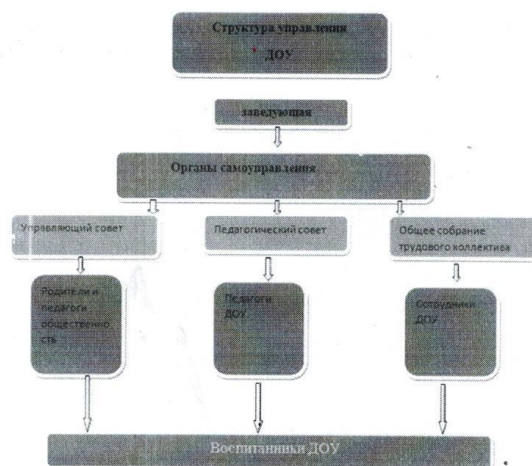 Структура управления
ДОУ
заведующая
Органы самоуправления
Управляющий совет
Педагогический совет
Общее собрание
трудового коллектива
Родители и
педагоги
общественно
сть
Педагоги
ДОУ
Сотрудники
ДОУ
Воспитанники ДОУ